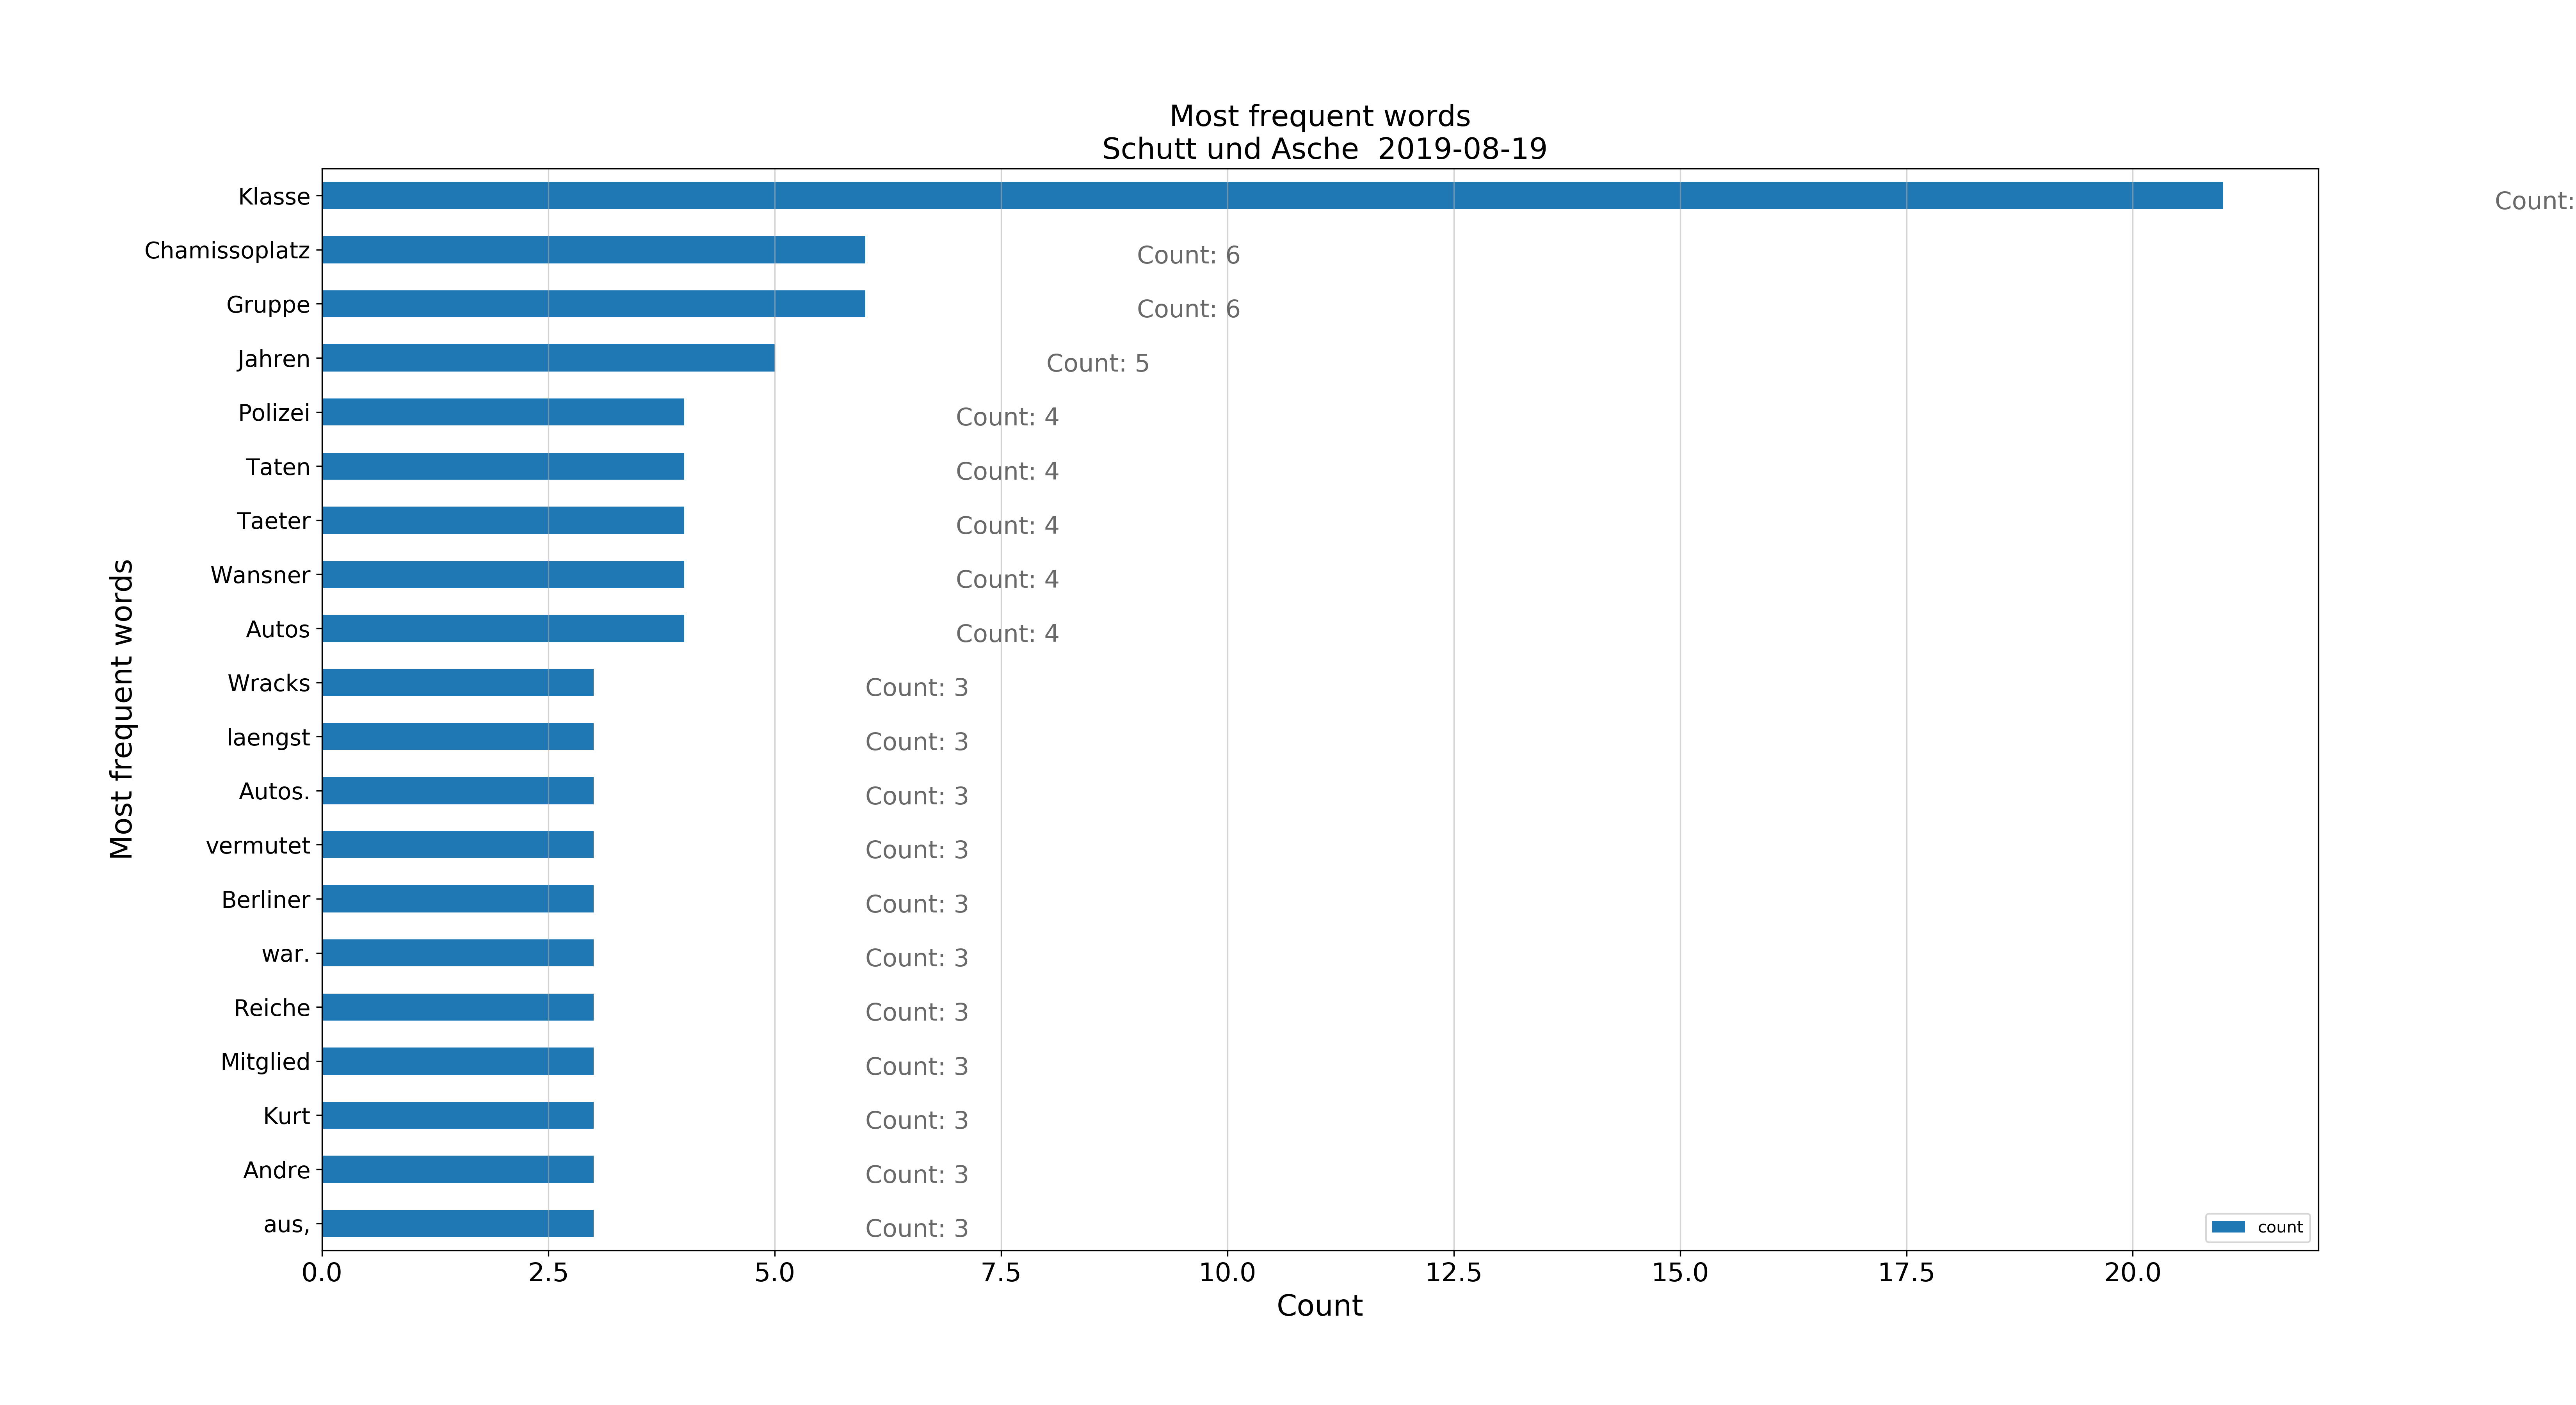 Most frequent words
Schutt und Asche  2019-08-19
Klasse Count:
Chamissoplatz Count: 6
Gruppe Count: 6
Jahren Count: 5
Polizei Count: 4
Taten Count: 4
Taeter Count: 4
Wansner Count: 4
Autos Count: 4
Wracks Count: 3
laengst Count: 3
Autos. Count: 3
vermutet Count: 3
Berliner Count: 3
war. Count: 3
Reiche Count: 3
Mitglied Count: 3
Kurt Count: 3
Andre Count: 3
aus, Count: 3
Most frequent words
count
0.0 2.5 5.0 7.5 10.0 12.5 15.0 17.5 20.0
Count